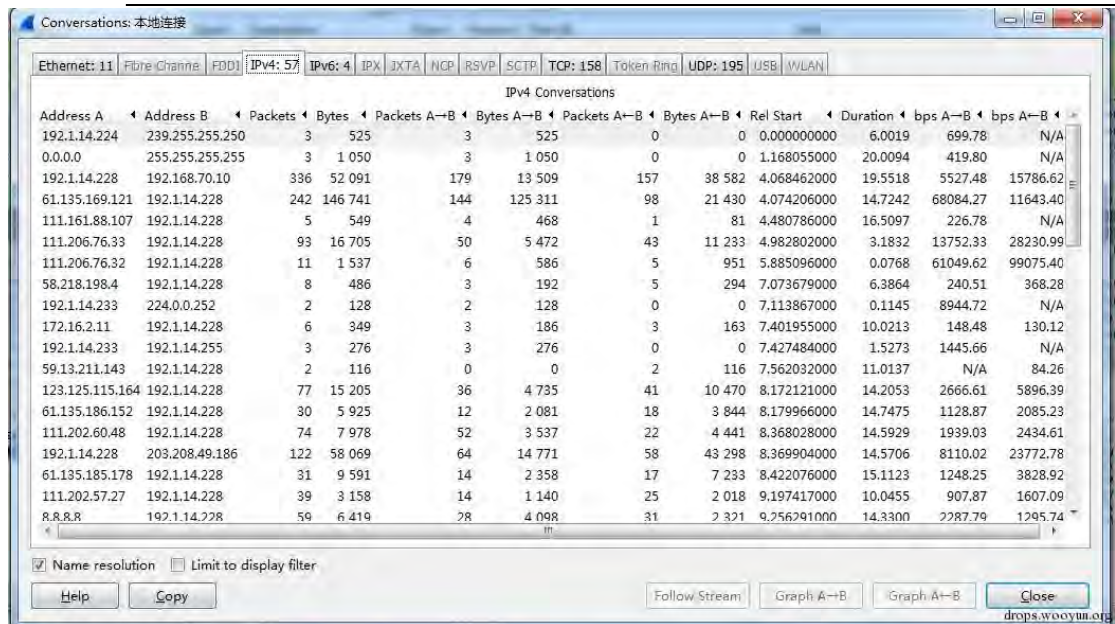 Conversations: 本地连接
Ethernet: 11 Fibre Channe FDDI IPv4: 57 IPv6: 4 IPX JXTA NCP RSVP SCTP TCP: 158 Token Ring UDP: 195 USB WLAN
IPv4 Conversations
Address A Address B Packets Bytes Packets A→B Bytes A→B Packets A←B Bytes A←B Rel Start Duration bps A→B bps A←B
192.1.14.224 239.255.255.250 3 525 3 525 0 0 0.000000000 6.0019 699.78 N/A
0.0.0.0 255.255.255.255 3 1 050 3 1 050 0 0 1.168055000 20.0094 419.80 N/A
192.1.14.228 192.168.70.10 336 52 091 179 13 509 157 38 582 4.068462000 19.5518 5527.48 15786.62
61.135.169.121 192.1.14.228 242 146 741 144 125 311 98 21 430 4.074206000 14.7242 68084.27 11643.40
111.161.88.107 192.1.14.228 5 549 4 468 1 81 4.480786000 16.5097 226.78 N/A
111.206.76.33 192.1.14.228 93 16 705 50 5 472 43 11 233 4.982802000 3.1832 13752.33 28230.99
111.206.76.32 192.1.14.228 11 1 537 6 586 5 951 5.885096000 0.0768 61049.62 99075.40
58.218.198.4 192.1.14.228 8 486 3 192 5 294 7.073679000 6.3864 240.51 368.28
192.1.14.233 224.0.0.252 2 128 2 128 0 0 7.113867000 0.1145 8944.72 N/A
172.16.2.11 192.1.14.228 6 349 3 186 3 163 7.401955000 10.0213 148.48 130.12
192.1.14.233 192.1.14.255 3 276 3 276 0 0 7.427484000 1.5273 1445.66 N/A
59.13.211.143 192.1.14.228 2 116 0 0 2 116 7.562032000 11.0137 N/A 84.26
123.125.115.164 192.1.14.228 77 15 205 36 4 735 41 10 470 8.172121000 14.2053 2666.61 5896.39
61.135.186.152 192.1.14.228 30 5 925 12 2 081 18 3 844 8.179966000 14.7475 1128.87 2085.23
111.202.60.48 192.1.14.228 74 7 978 52 3 537 22 4 441 8.368028000 14.5929 1939.03 2434.61
192.1.14.228 203.208.49.186 122 58 069 64 14 771 58 43 298 8.369904000 14.5706 8110.02 23772.78
61.135.185.178 192.1.14.228 31 9 591 14 2 358 17 7 233 8.422076000 15.1123 1248.25 3828.92
111.202.57.27 192.1.14.228 39 3 158 14 1 140 25 2 018 9.197417000 10.0455 907.87 1607.09
8.8.8.8 192.1.14.228 59 6 419 28 4 098 31 2 321 9.256291000 14.3300 2287.79 1295.74
Name resolution Limit to display filter
Help Copy Follow Stream Graph A→B Graph A←B Close
drops.wooyun.org